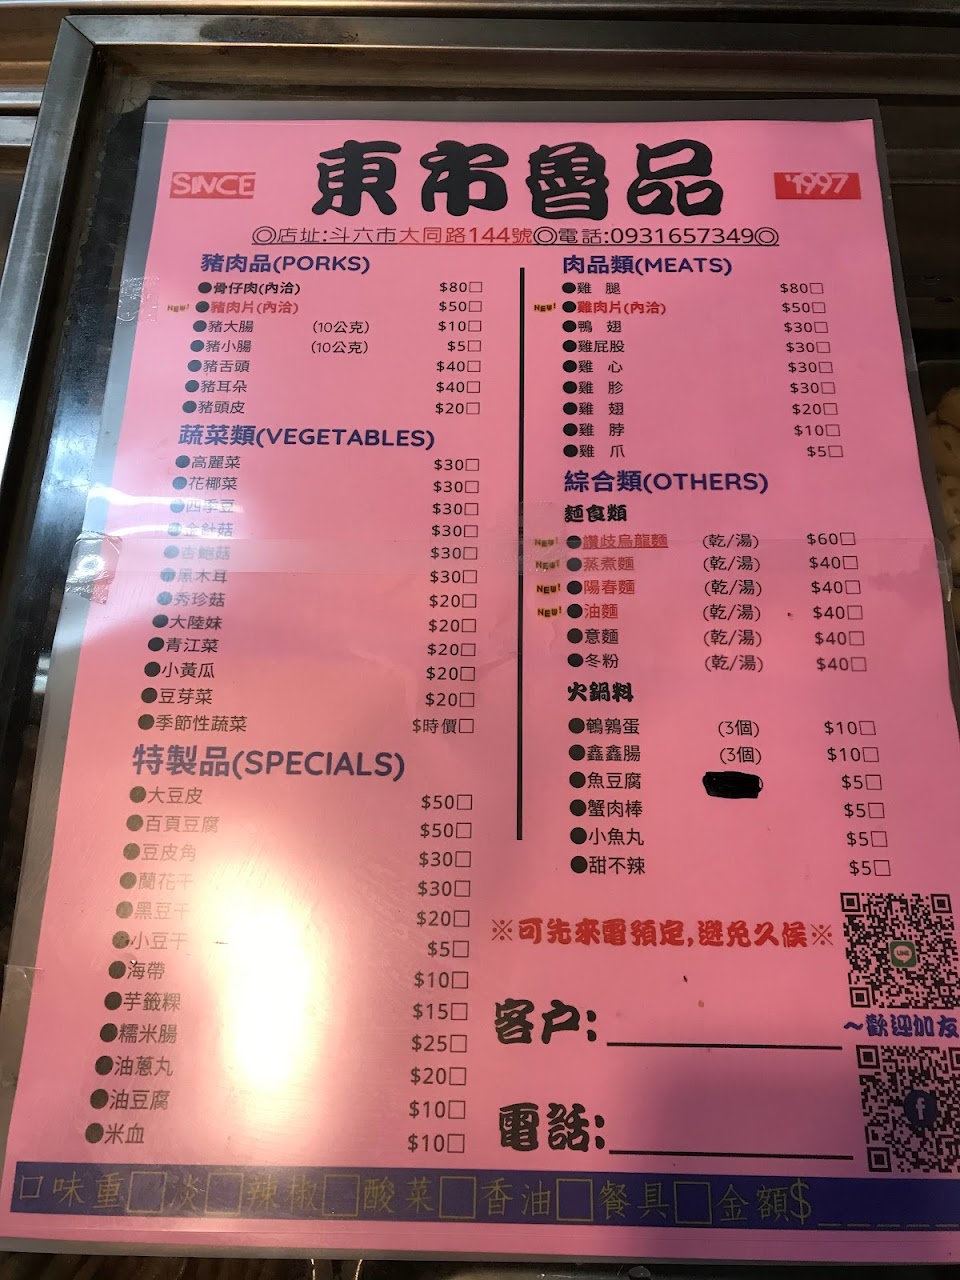 SINCE 東市魯品 '1997
◎店址:斗六市大同路144號◎電話:0931657349◎
豬肉品(PORKS)
●骨仔肉(內洽) $80□
NEW! ●豬肉片(內洽) $50□
●豬大腸 (10公克) $10□
●豬小腸 (10公克) $5□
●豬舌頭 $40□
●豬耳朵 $40□
●豬頭皮 $20□
蔬菜類(VEGETABLES)
●高麗菜 $30□
●花椰菜 $30□
●四季豆 $30□
●金針菇 $30□
●杏鮑菇 $30□
●黑木耳 $30□
●秀珍菇 $20□
●大陸妹 $20□
●青江菜 $20□
●小黃瓜 $20□
●豆芽菜 $20□
●季節性蔬菜 $時價□
特製品(SPECIALS)
●大豆皮 $50□
●百頁豆腐 $50□
●豆皮角 $30□
●蘭花干 $30□
●黑豆干 $20□
●小豆干 $5□
●海帶 $10□
●芋籤粿 $15□
●糯米腸 $25□
●油蔥丸 $20□
●油豆腐 $10□
●米血 $10□
肉品類(MEATS)
●雞 腿 $80□
NEW! ●雞肉片(內洽) $50□
●鴨 翅 $30□
●雞屁股 $30□
●雞 心 $30□
●雞 胗 $30□
●雞 翅 $20□
●雞 脖 $10□
●雞 爪 $5□
綜合類(OTHERS)
麵食類
NEW! ●讚歧烏龍麵 (乾/湯) $60□
NEW! ●蒸煮麵 (乾/湯) $40□
NEW! ●陽春麵 (乾/湯) $40□
NEW! ●油麵 (乾/湯) $40□
●意麵 (乾/湯) $40□
●冬粉 (乾/湯) $40□
火鍋料
●鵪鶉蛋 (3個) $10□
●鑫鑫腸 (3個) $10□
●魚豆腐 $5□
●蟹肉棒 $5□
●小魚丸 $5□
●甜不辣 $5□
※可先來電預定,避免久候※
LINE
～歡迎加友
客戶:
電話:
口味重□淡□辣椒□酸菜□香油□餐具□金額$_____